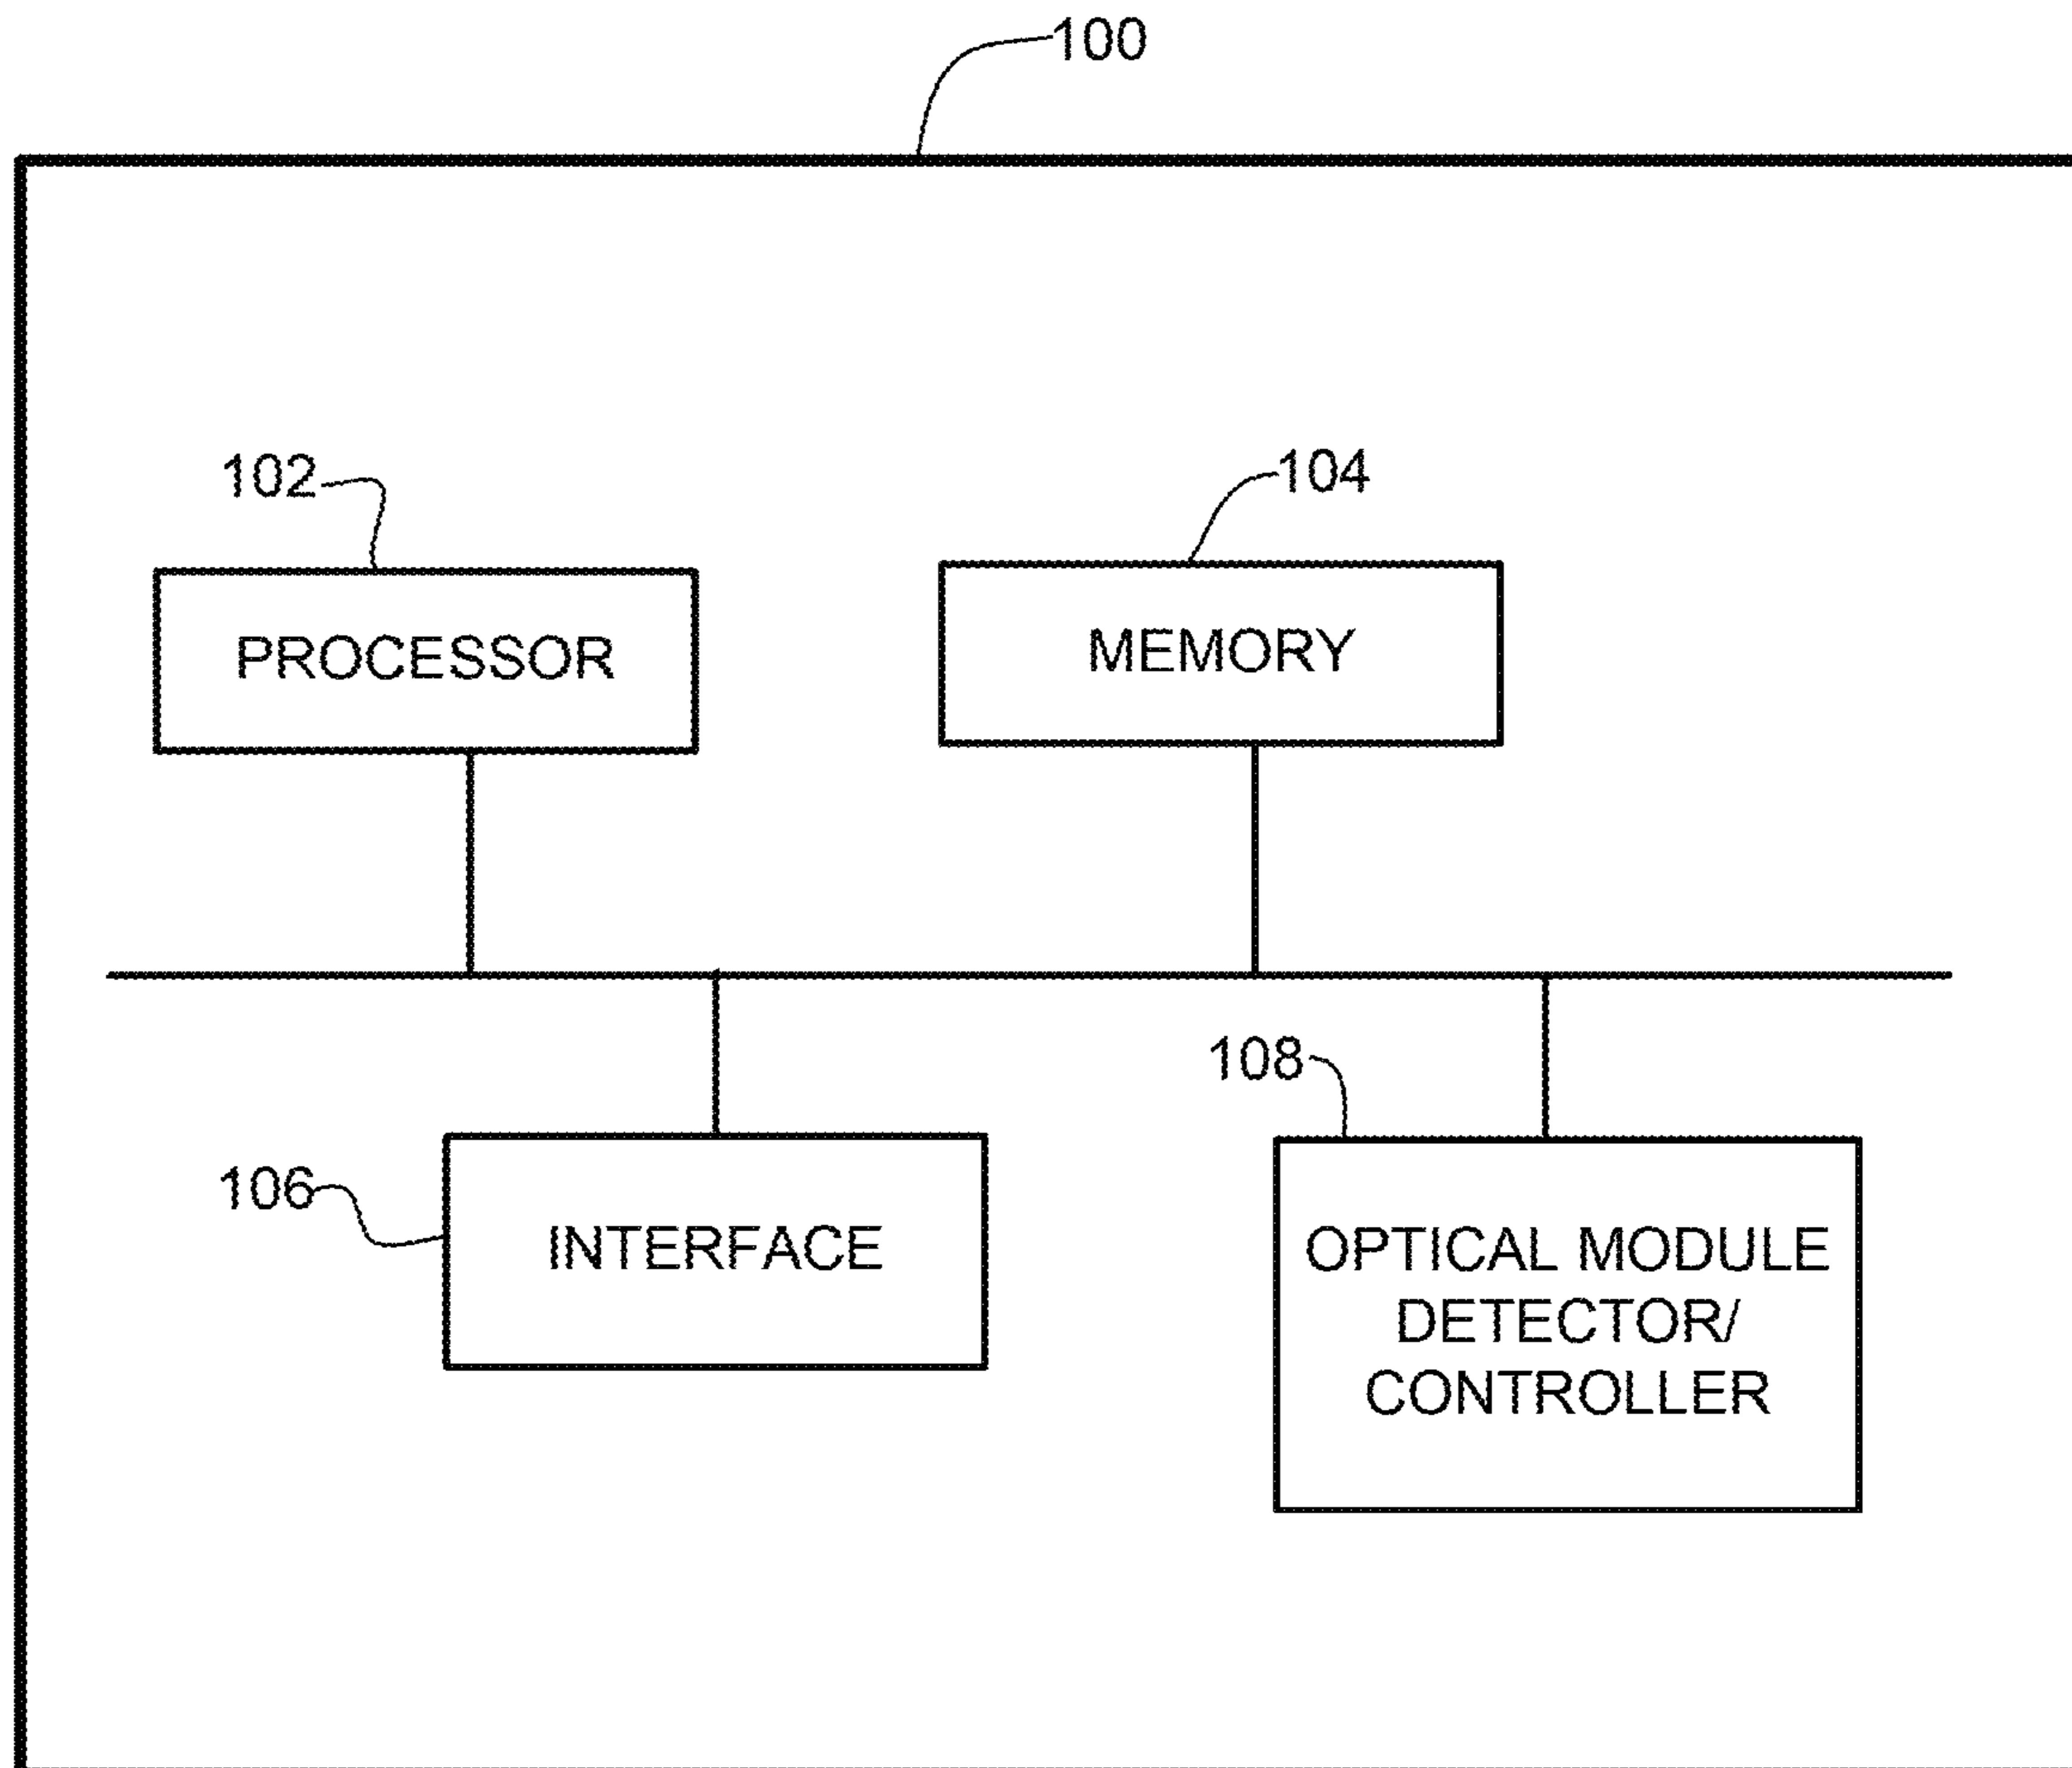 100
102
104
PROCESSOR
MEMORY
108
106
INTERFACE
OPTICAL MODULE
DETECTOR/
CONTROLLER